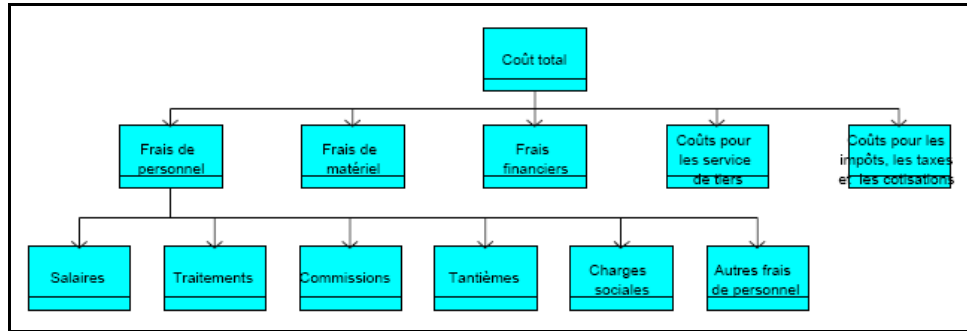 Coût total
Frais de
personnel
Frais de
matériel
Frais
financiers
Coûts pour
les service
de tiers
Coûts pour les
impôts, les taxes
et les cotisations
Salaires
Traitements
Commissions
Tantièmes
Charges
sociales
Autres frais
de personnel